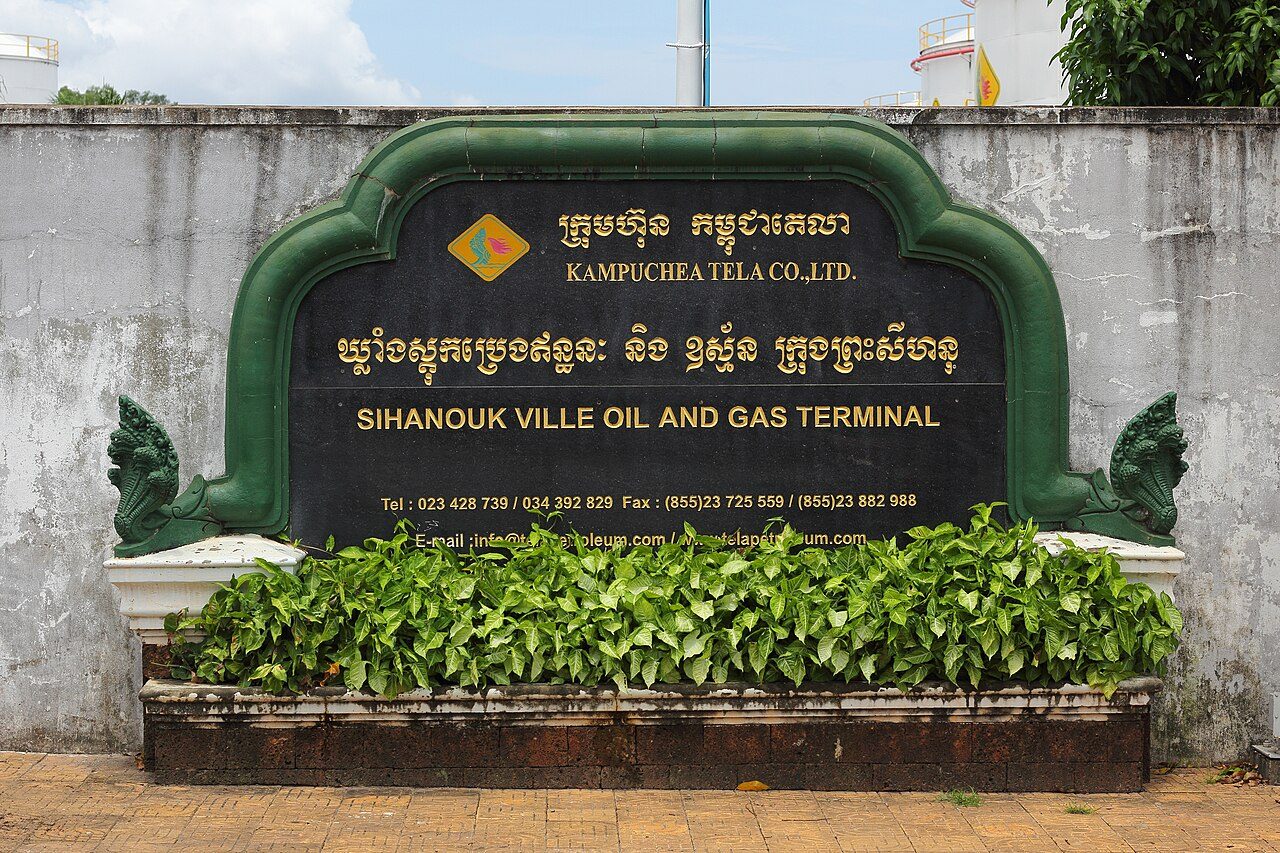 ក្រុមហ៊ុន កម្ពុជាតេលា
KAMPUCHEA TELA CO.,LTD.
ឃ្លាំងស្តុកប្រេងឥន្ធនៈ និង ឧស្ម័ន ក្រុងព្រះសីហនុ
SIHANOUK VILLE OIL AND GAS TERMINAL
Tel : 023 428 739 / 034 392 829 Fax : (855)23 725 559 / (855)23 882 988
E-mail :